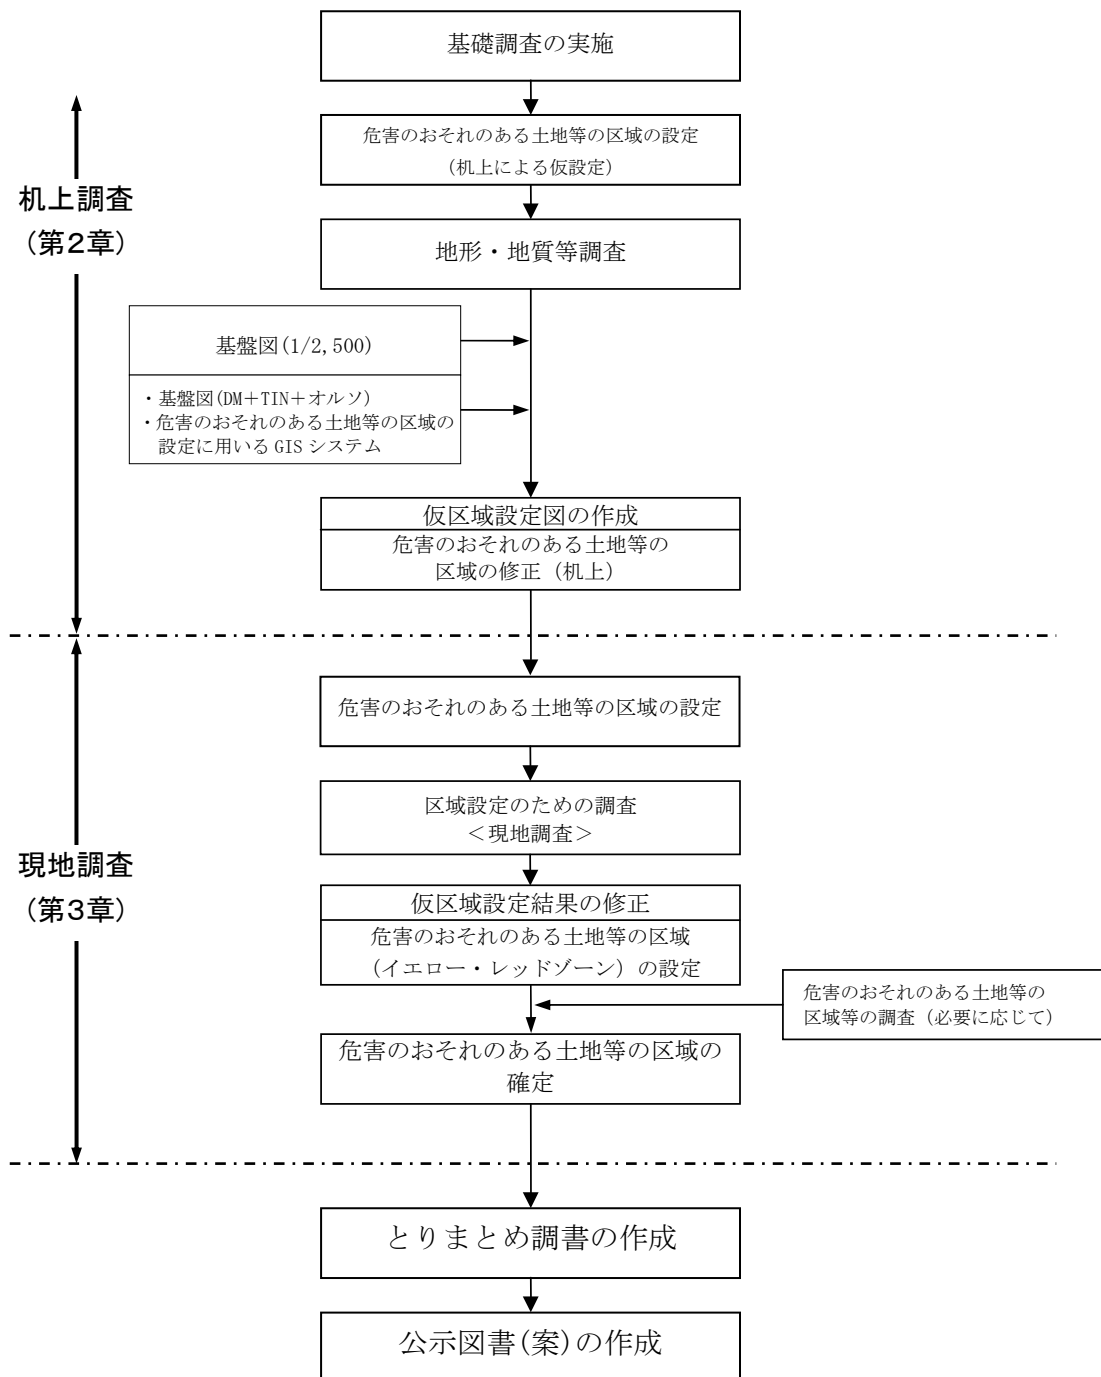 基礎調査の実施
危害のおそれのある土地等の区域の設定
（机上による仮設定）
机上調査
（第２章）
地形・地質等調査
基盤図(1/2,500)
・基盤図(DM＋TIN＋オルソ)
・危害のおそれのある土地等の区域の
設定に用いる GIS システム
仮区域設定図の作成
危害のおそれのある土地等の
区域の修正（机上）
危害のおそれのある土地等の区域の設定
区域設定のための調査
＜現地調査＞
現地調査
（第３章）
仮区域設定結果の修正
危害のおそれのある土地等の区域
（イエロー・レッドゾーン）の設定
危害のおそれのある土地等の
区域等の調査（必要に応じて）
危害のおそれのある土地等の区域の
確定
とりまとめ調書の作成
公示図書(案)の作成